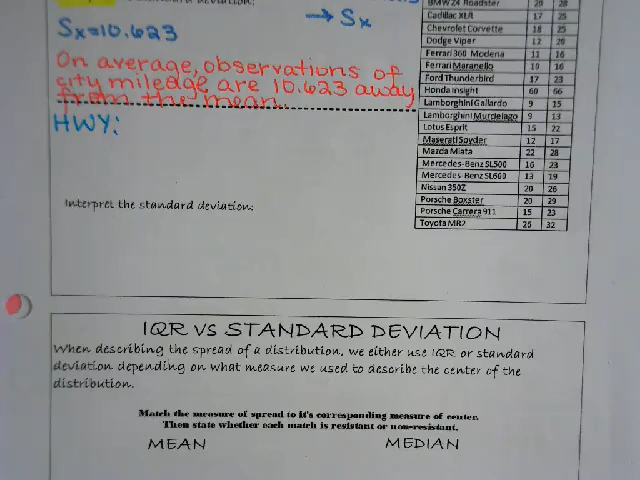 → Sx
Sx=10.623
On average, observations of
city mileage are 10.623 away
from the mean.
HWY:
Interpret the standard deviation:
BMW Z4 Roadster 20 28
Cadillac XLR 17 25
Chevrolet Corvette 18 25
Dodge Viper 12 20
Ferrari 360 Modena 11 16
Ferrari Maranello 10 16
Ford Thunderbird 17 23
Honda Insight 60 66
Lamborghini Gallardo 9 15
Lamborghini Murcielago 9 13
Lotus Esprit 15 22
Maserati Spyder 12 17
Mazda Miata 22 28
Mercedes-Benz SL500 16 23
Mercedes-Benz SL600 13 19
Nissan 350Z 20 26
Porsche Boxster 20 29
Porsche Carrera 911 15 23
Toyota MR2 26 32
IQR VS STANDARD DEVIATION
When describing the spread of a distribution, we either use IQR or standard
deviation depending on what measure we used to describe the center of the
distribution.
Match the measure of spread to it's corresponding measure of center.
Then state whether each match is resistant or non-resistant.
MEAN MEDIAN